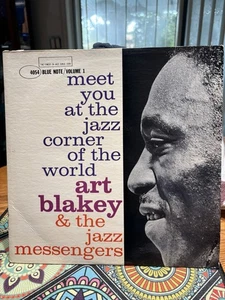 4054 BLUE NOTE/VOLUME 1
meet
you
at the
jazz
corner
of the
world
art
blakey
& the
jazz
messengers